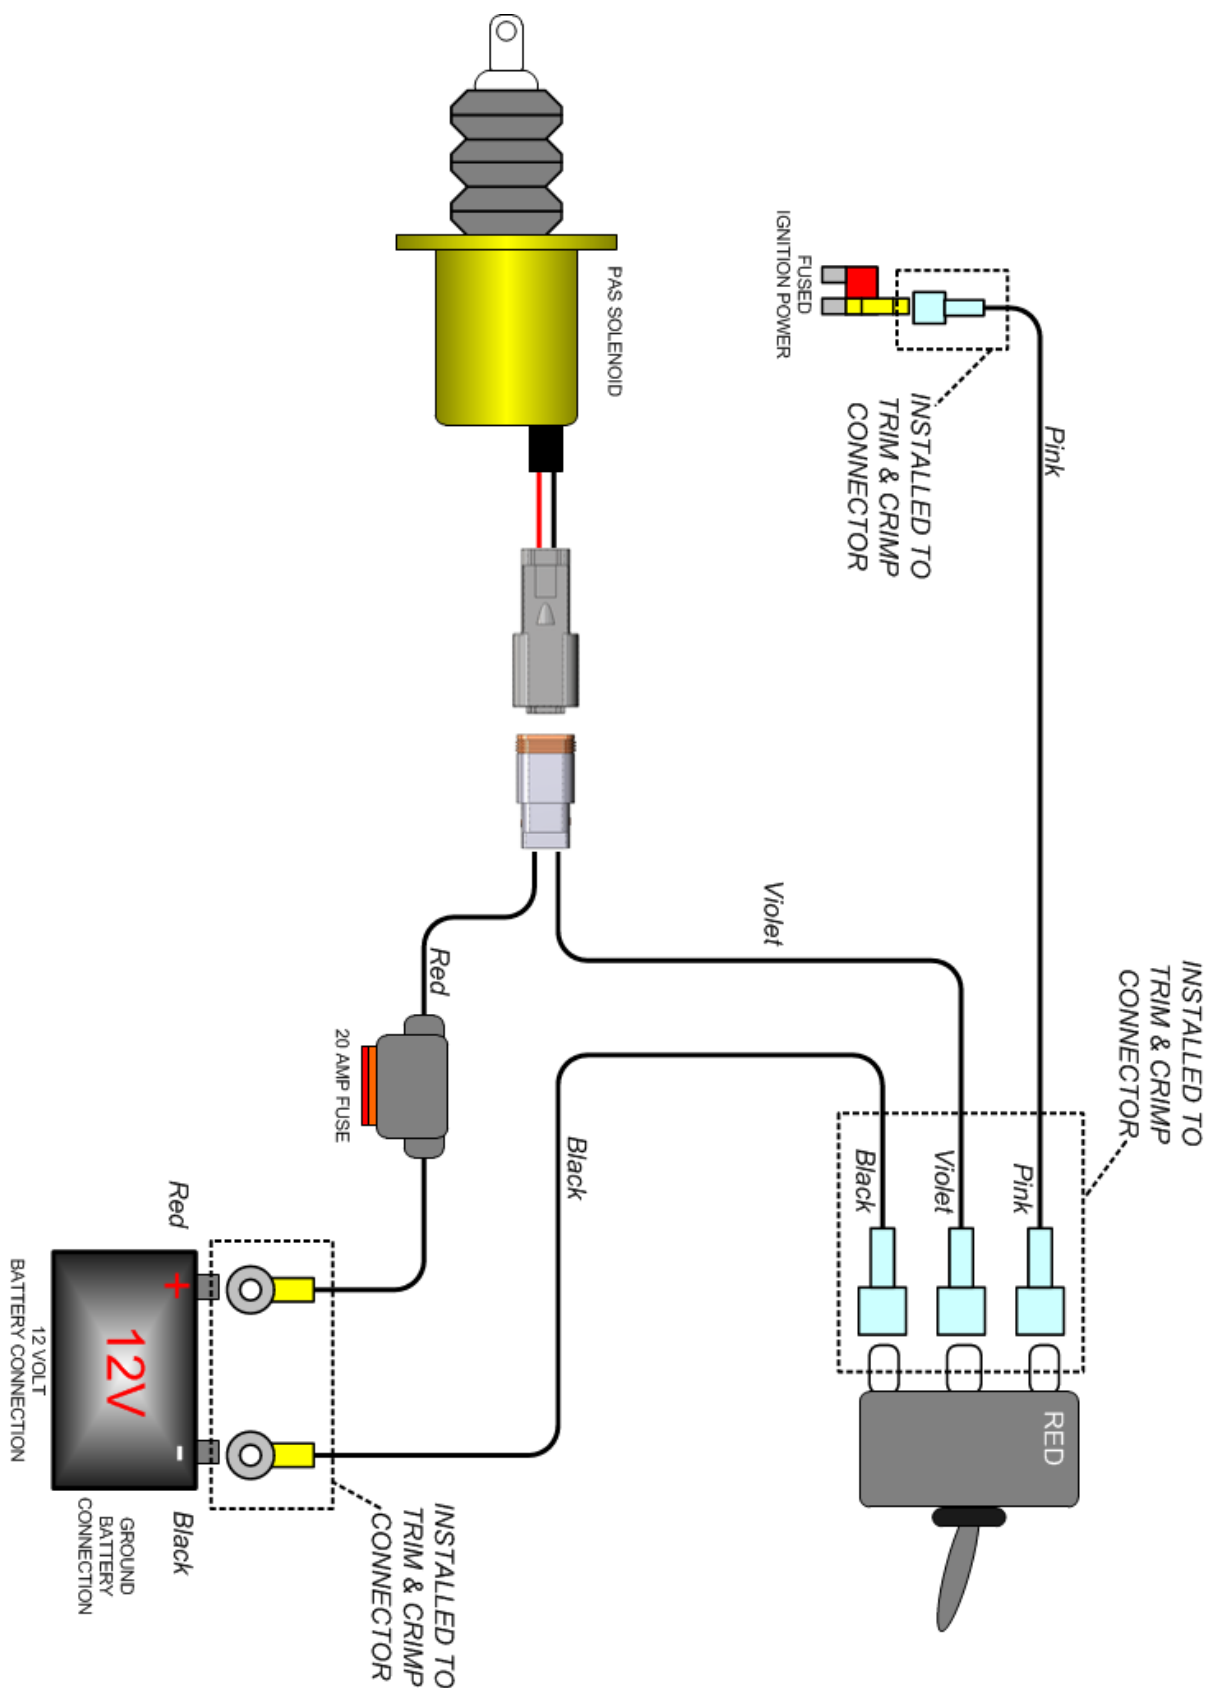 FUSED
IGNITION POWER
INSTALLED TO
TRIM & CRIMP
CONNECTOR
Pink
PAS SOLENOID
Violet
INSTALLED TO
TRIM & CRIMP
CONNECTOR
Pink
Violet
Black
RED
Red
20 AMP FUSE
Black
Red
+
12V
-
12 VOLT
BATTERY CONNECTION
Black
GROUND
BATTERY
CONNECTION
INSTALLED TO
TRIM & CRIMP
CONNECTOR